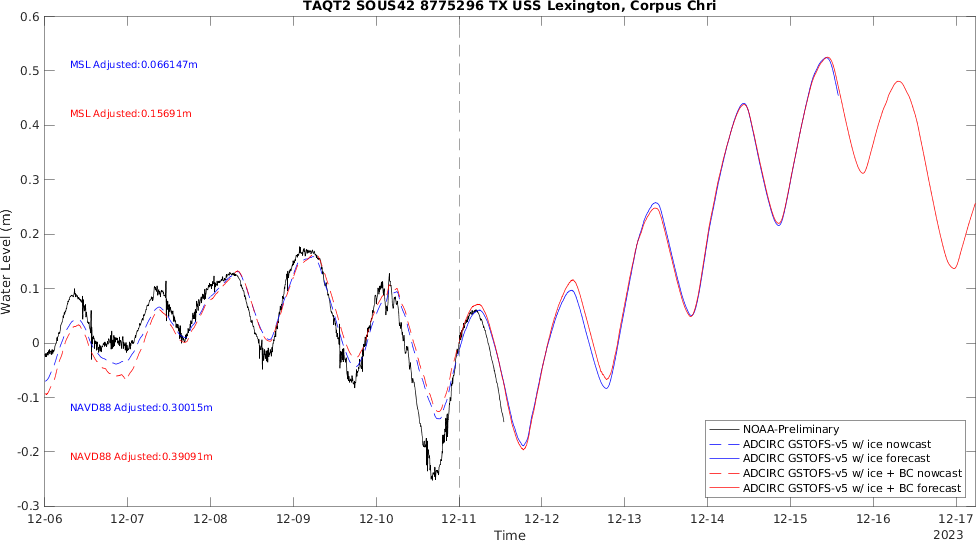 TAQT2 SOUS42 8775296 TX USS Lexington, Corpus Chri
0.6
0.5
0.4
0.3
0.2
0.1
0
-0.1
-0.2
-0.3
Water Level (m)
MSL Adjusted:0.066147m
MSL Adjusted:0.15691m
NAVD88 Adjusted:0.30015m
NAVD88 Adjusted:0.39091m
NOAA-Preliminary
ADCIRC GSTOFS-v5 w/ ice nowcast
ADCIRC GSTOFS-v5 w/ ice forecast
ADCIRC GSTOFS-v5 w/ ice + BC nowcast
ADCIRC GSTOFS-v5 w/ ice + BC forecast
12-06 12-07 12-08 12-09 12-10 12-11 12-12 12-13 12-14 12-15 12-16 12-17
Time
2023